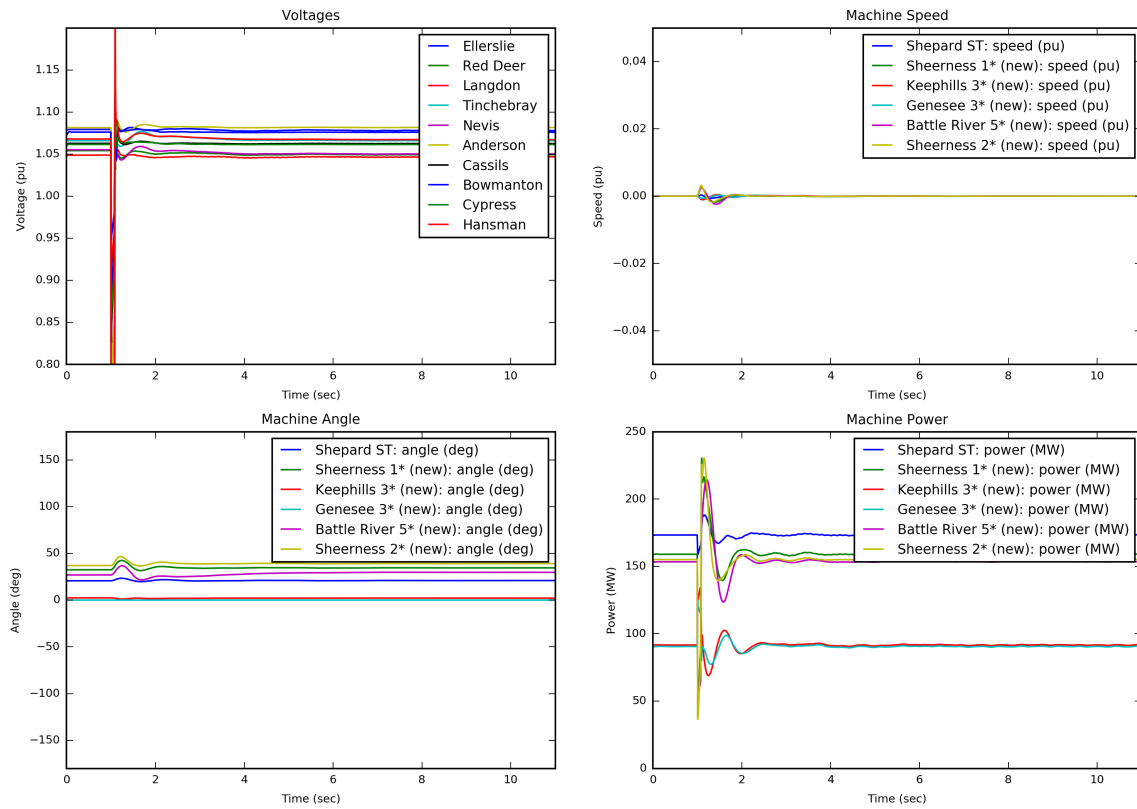 Voltages
1.15
1.10
1.05
1.00
0.95
0.90
0.85
0.80
Voltage (pu)
Ellerslie
Red Deer
Langdon
Tinchebray
Nevis
Anderson
Cassils
Bowmanton
Cypress
Hansman
0 2 4 6 8 10
Time (sec)
Machine Speed
0.04
0.02
0.00
−0.02
−0.04
Speed (pu)
Shepard ST: speed (pu)
Sheerness 1* (new): speed (pu)
Keephills 3* (new): speed (pu)
Genesee 3* (new): speed (pu)
Battle River 5* (new): speed (pu)
Sheerness 2* (new): speed (pu)
0 2 4 6 8 10
Time (sec)
Machine Angle
150
100
50
0
−50
−100
−150
Angle (deg)
Shepard ST: angle (deg)
Sheerness 1* (new): angle (deg)
Keephills 3* (new): angle (deg)
Genesee 3* (new): angle (deg)
Battle River 5* (new): angle (deg)
Sheerness 2* (new): angle (deg)
0 2 4 6 8 10
Time (sec)
Machine Power
250
200
150
100
50
0
Power (MW)
Shepard ST: power (MW)
Sheerness 1* (new): power (MW)
Keephills 3* (new): power (MW)
Genesee 3* (new): power (MW)
Battle River 5* (new): power (MW)
Sheerness 2* (new): power (MW)
0 2 4 6 8 10
Time (sec)